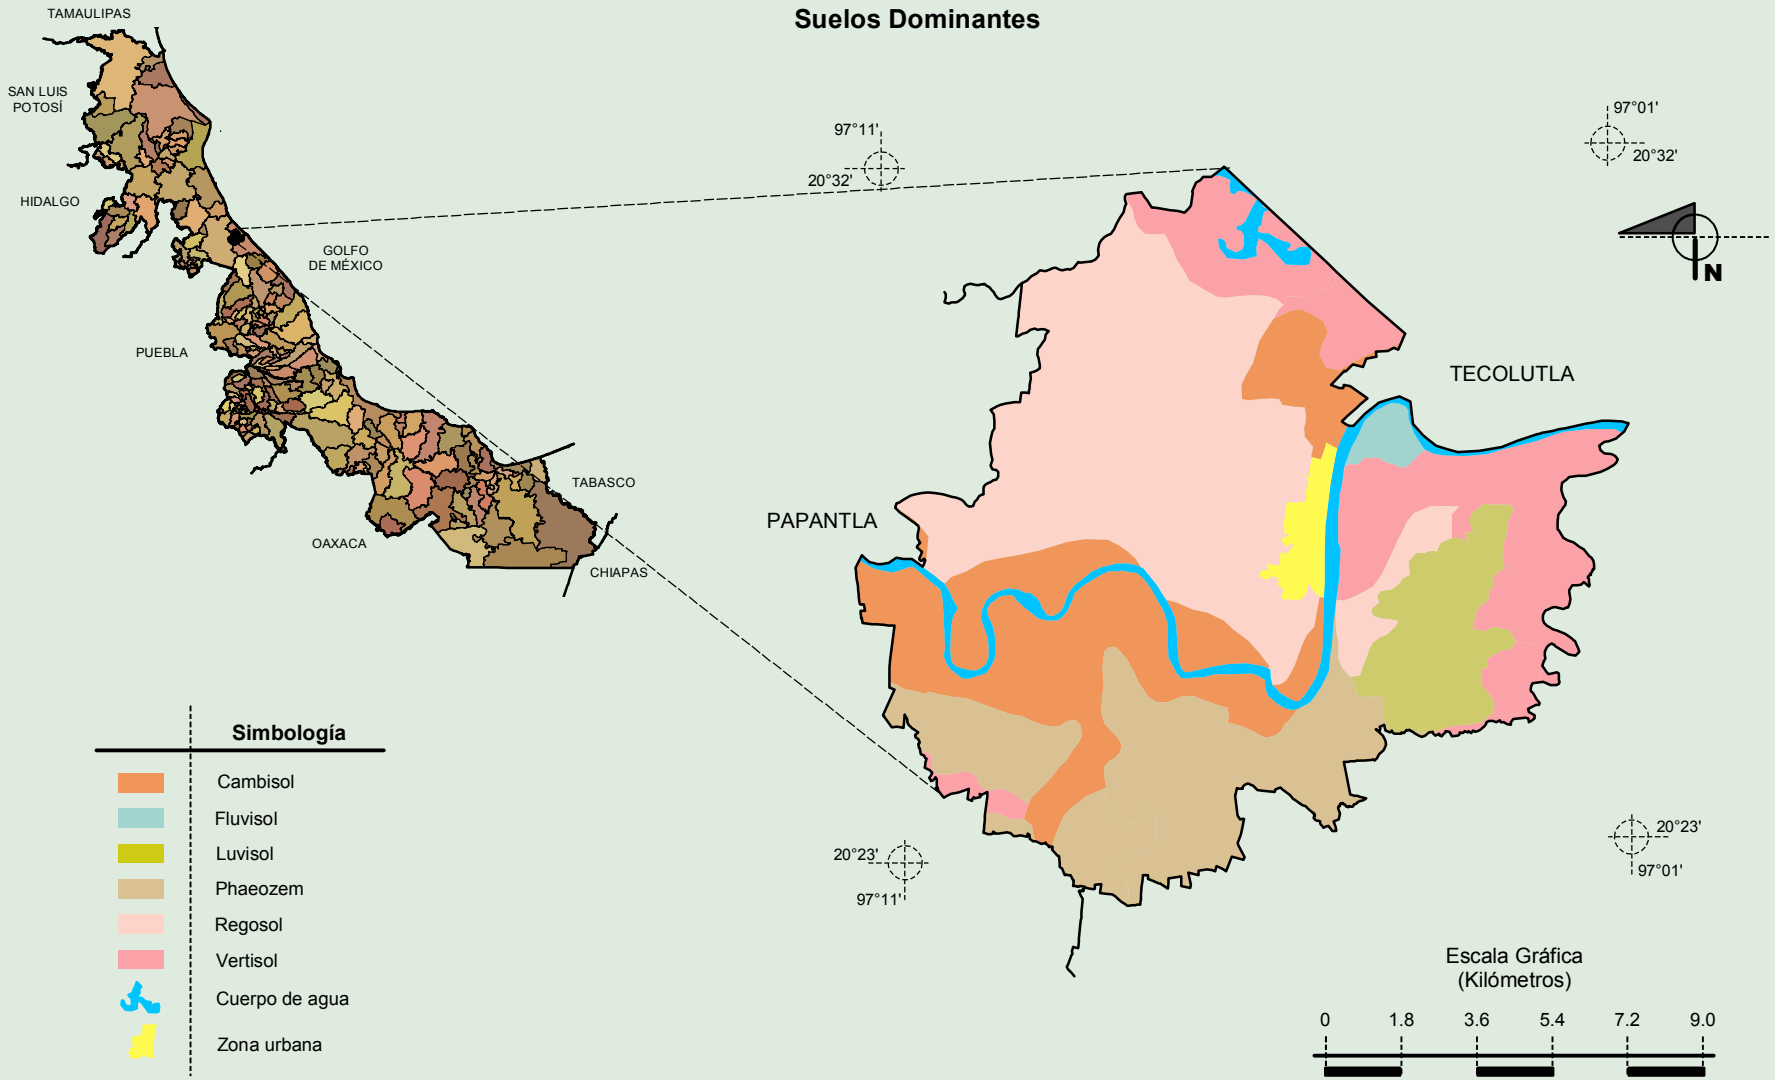 Suelos Dominantes
TAMAULIPAS
SAN LUIS
POTOSÍ
HIDALGO
GOLFO
DE MÉXICO
PUEBLA
OAXACA
TABASCO
CHIAPAS
97°11'
20°32'
97°01'
20°32'
N
TECOLUTLA
PAPANTLA
20°23'
97°11'
20°23'
97°01'
Simbología
Cambisol
Fluvisol
Luvisol
Phaeozem
Regosol
Vertisol
Cuerpo de agua
Zona urbana
Escala Gráfica
(Kilómetros)
0 1.8 3.6 5.4 7.2 9.0